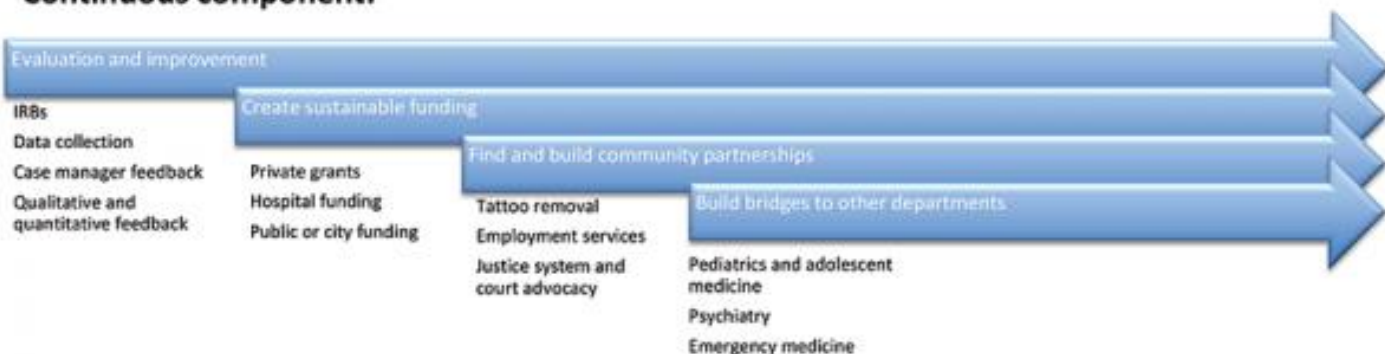 Continuous component:
Evaluation and improvement
IRBs
Data collection
Case manager feedback
Qualitative and
quantitative feedback
Create sustainable funding
Private grants
Hospital funding
Public or city funding
Find and build community partnerships
Tattoo removal
Employment services
Justice system and
court advocacy
Build bridges to other departments
Pediatrics and adolescent
medicine
Psychiatry
Emergency medicine